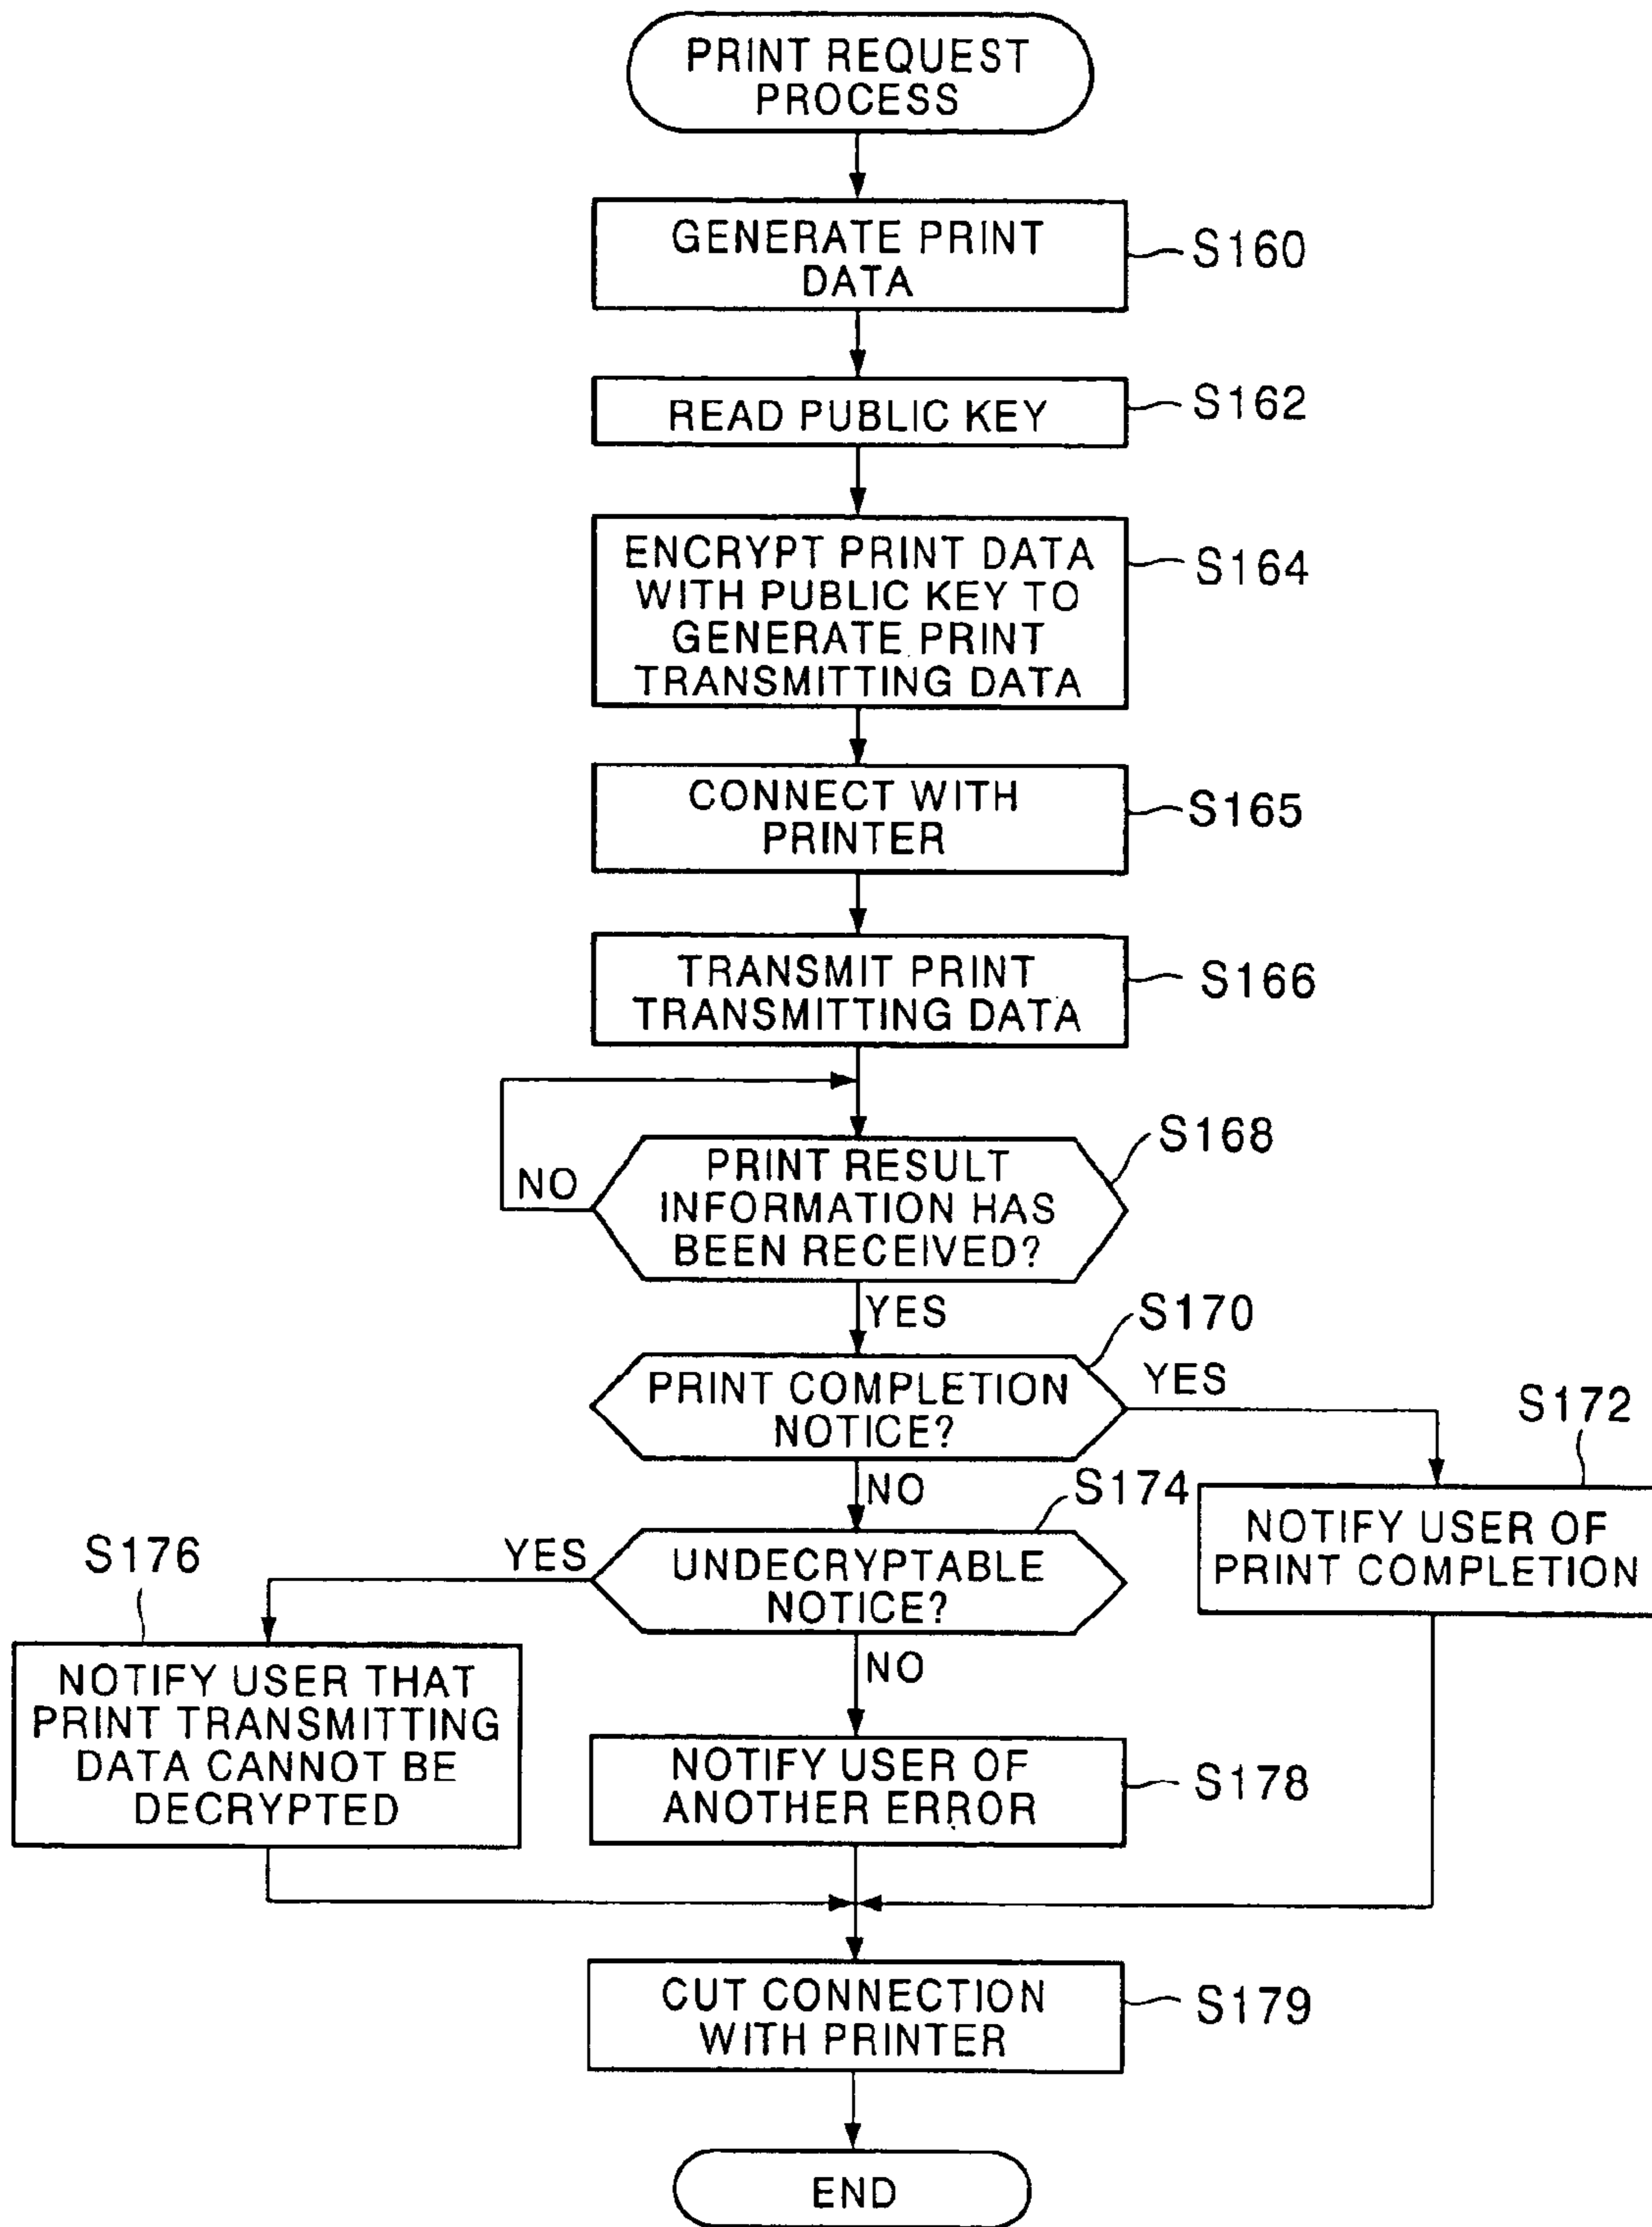 PRINT REQUEST
PROCESS
GENERATE PRINT
DATA
S160
READ PUBLIC KEY
S162
ENCRYPT PRINT DATA
WITH PUBLIC KEY TO
GENERATE PRINT
TRANSMITTING DATA
S164
CONNECT WITH
PRINTER
S165
TRANSMIT PRINT
TRANSMITTING DATA
S166
PRINT RESULT
INFORMATION HAS
BEEN RECEIVED?
S168
NO
YES
PRINT COMPLETION
NOTICE?
S170
YES
NO
S172
NOTIFY USER OF
PRINT COMPLETION
UNDECRYPTABLE
NOTICE?
S174
YES
NO
S176
NOTIFY USER THAT
PRINT TRANSMITTING
DATA CANNOT BE
DECRYPTED
NOTIFY USER OF
ANOTHER ERROR
S178
CUT CONNECTION
WITH PRINTER
S179
END